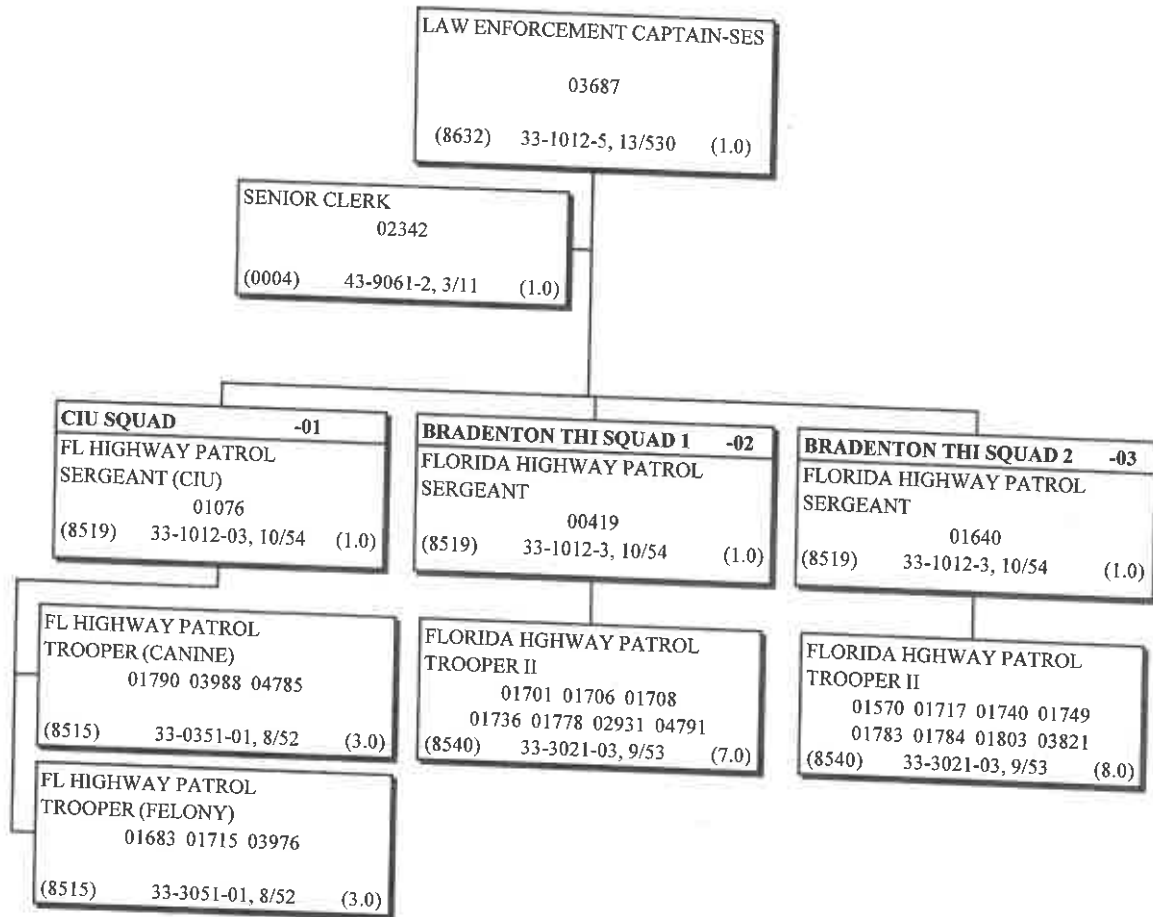 LAW ENFORCEMENT CAPTAIN-SES
03687
(8632) 33-1012-5, 13/530 (1.0)
SENIOR CLERK
02342
(0004) 43-9061-2, 3/11 (1.0)
CIU SQUAD -01
FL HIGHWAY PATROL
SERGEANT (CIU)
01076
(8519) 33-1012-03, 10/54 (1.0)
FL HIGHWAY PATROL
TROOPER (CANINE)
01790 03988 04785
(8515) 33-0351-01, 8/52 (3.0)
FL HIGHWAY PATROL
TROOPER (FELONY)
01683 01715 03976
(8515) 33-3051-01, 8/52 (3.0)
BRADENTON THI SQUAD 1 -02
FLORIDA HIGHWAY PATROL
SERGEANT
00419
(8519) 33-1012-3, 10/54 (1.0)
FLORIDA HGHWAY PATROL
TROOPER II
01701 01706 01708
01736 01778 02931 04791
(8540) 33-3021-03, 9/53 (7.0)
BRADENTON THI SQUAD 2 -03
FLORIDA HIGHWAY PATROL
SERGEANT
01640
(8519) 33-1012-3, 10/54 (1.0)
FLORIDA HGHWAY PATROL
TROOPER II
01570 01717 01740 01749
01783 01784 01803 03821
(8540) 33-3021-03, 9/53 (8.0)